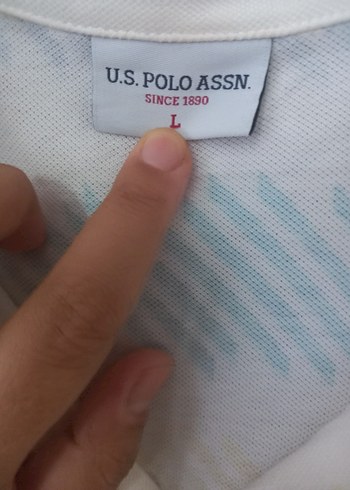 U.S. POLO ASSN.
SINCE 1890
L